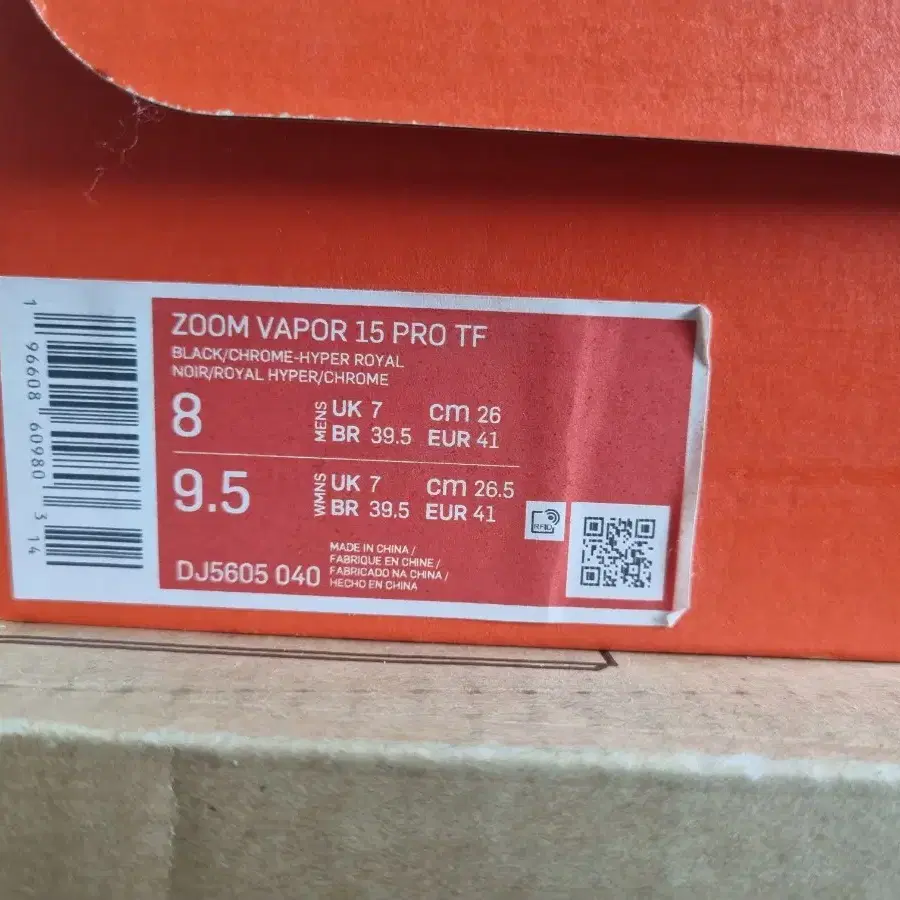 ZOOM VAPOR 15 PRO TF
BLACK/CHROME-HYPER ROYAL
NOIR/ROYAL HYPER/CHROME
8 MENS UK 7 cm 26
BR 39.5 EUR 41
9.5 WMNS UK 7 cm 26.5
BR 39.5 EUR 41
RFID
DJ5605 040
MADE IN CHINA /
FABRIQUE EN CHINE /
FABRICADO NA CHINA /
HECHO EN CHINA
1 96608 60980 3 14